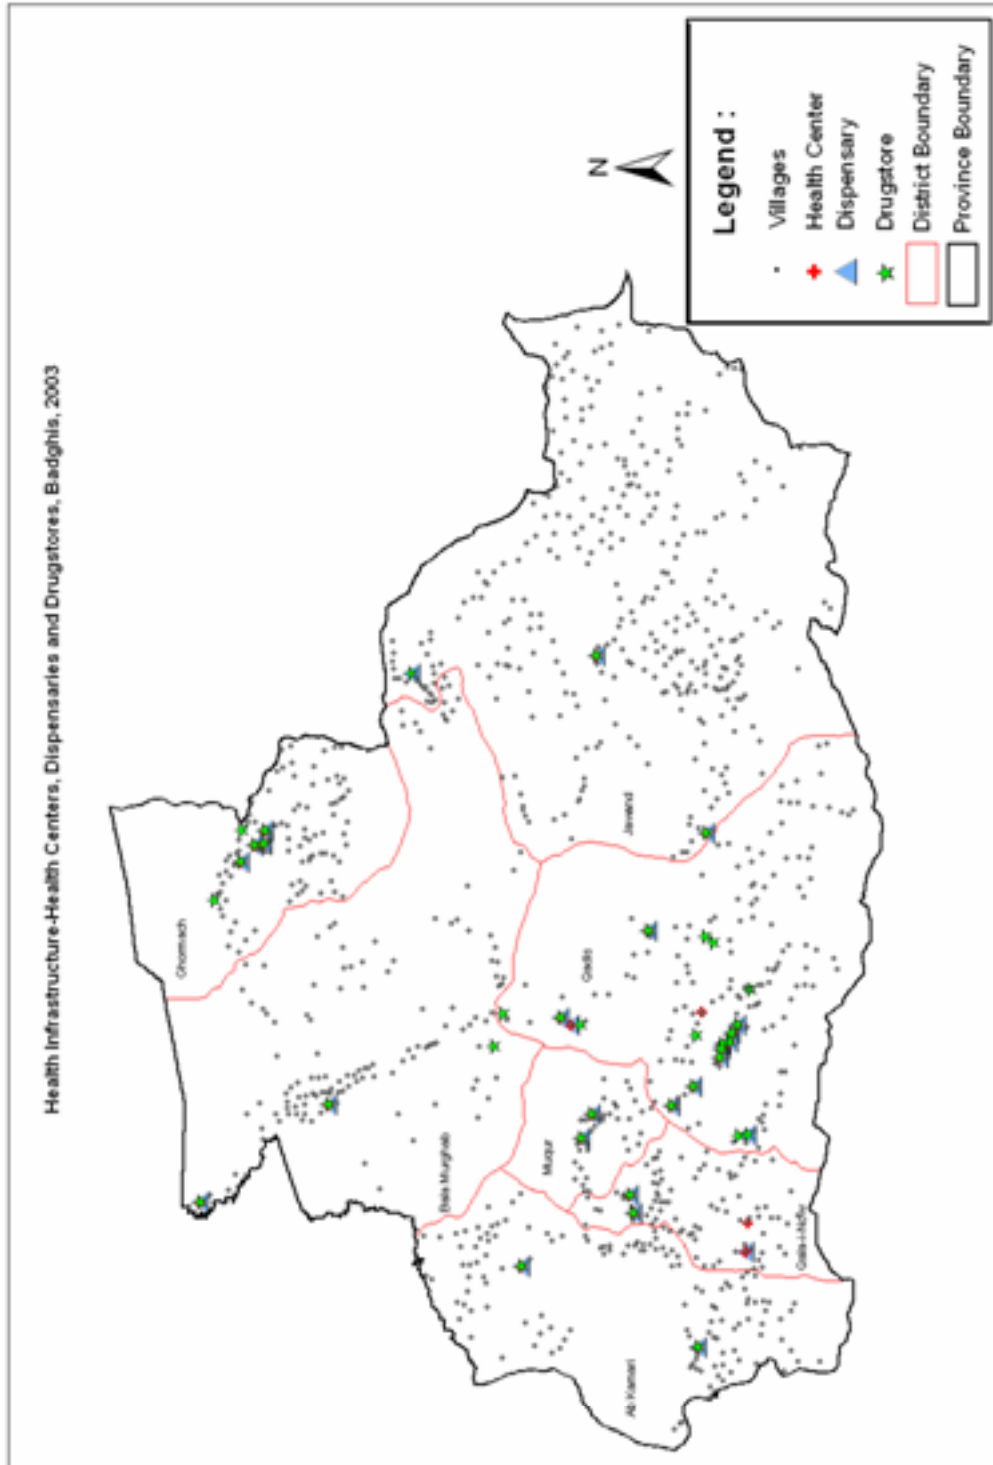 Health Infrastructure-Health Centers, Dispensaries and Drugstores, Badghis, 2003
Ghormach
Bala Murghab
Muqur
Qadis
Jawand
Ab Kamari
Qala-i-Naw
N
Legend :
Villages
Health Center
Dispensary
Drugstore
District Boundary
Province Boundary